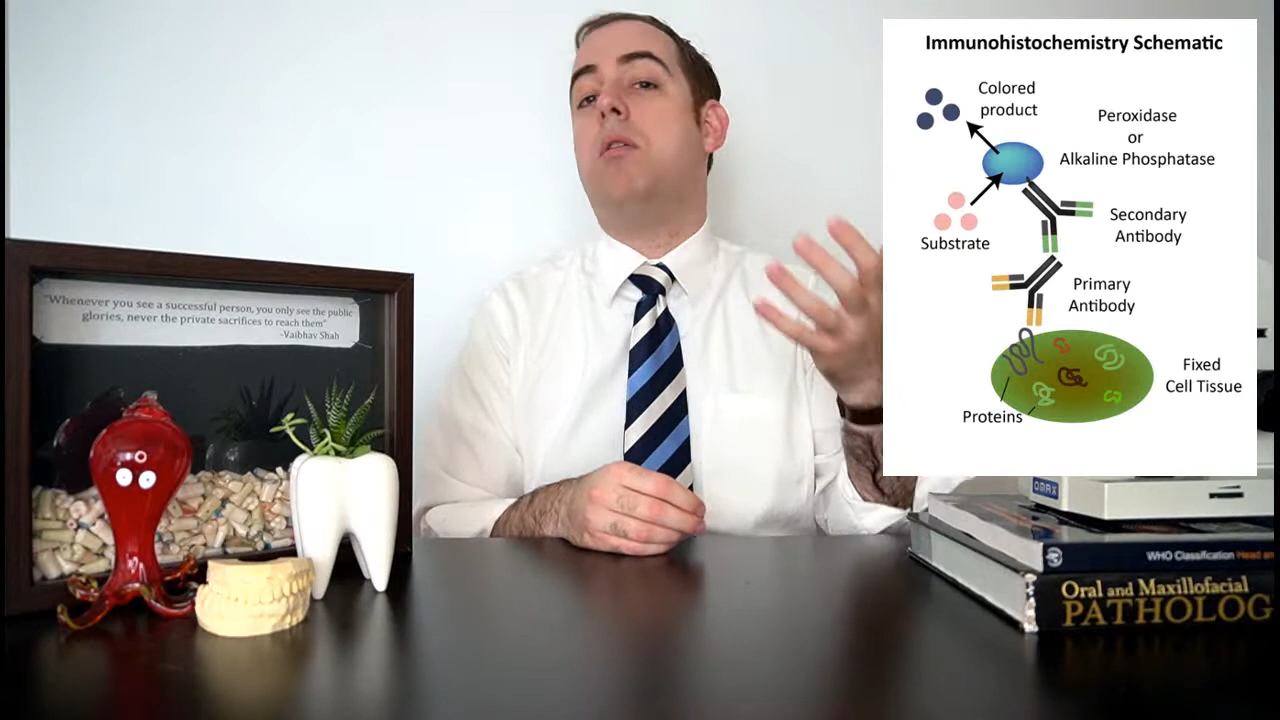 "Whenever you see a successful person, you only see the public
glories, never the private sacrifices to reach them"
-Vaibhav Shah
Immunohistochemistry Schematic
Colored
product
Peroxidase
or
Alkaline Phosphatase
Substrate
Secondary
Antibody
Primary
Antibody
Fixed
Cell Tissue
Proteins
OMAX
WHO Classification Head an
Oral and Maxillofacial
PATHOLOG